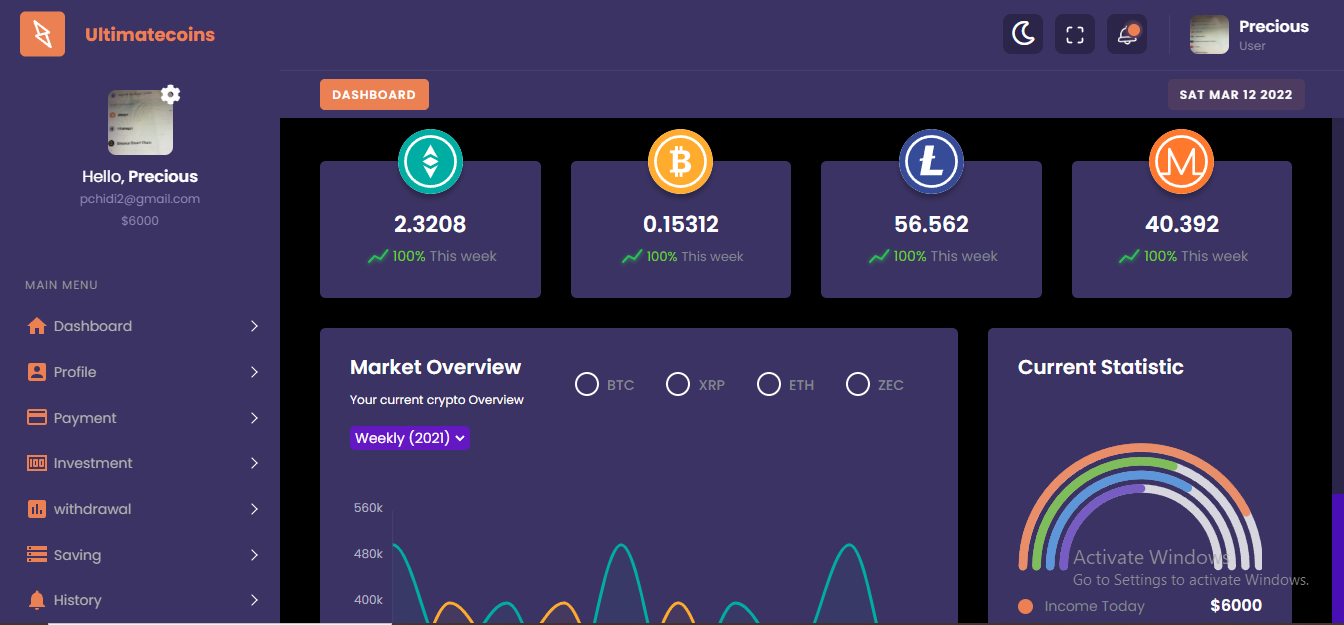 Ultimatecoins
Precious
User
DASHBOARD
SAT MAR 12 2022
Hello, Precious
pchidi2@gmail.com
$6000
MAIN MENU
Dashboard
Profile
Payment
Investment
withdrawal
Saving
History
2.3208
100% This week
0.15312
100% This week
56.562
100% This week
40.392
100% This week
Market Overview
Your current crypto Overview
BTC
XRP
ETH
ZEC
Weekly (2021)
560k
480k
400k
Current Statistic
Activate Windows
Go to Settings to activate Windows.
Income Today
$6000